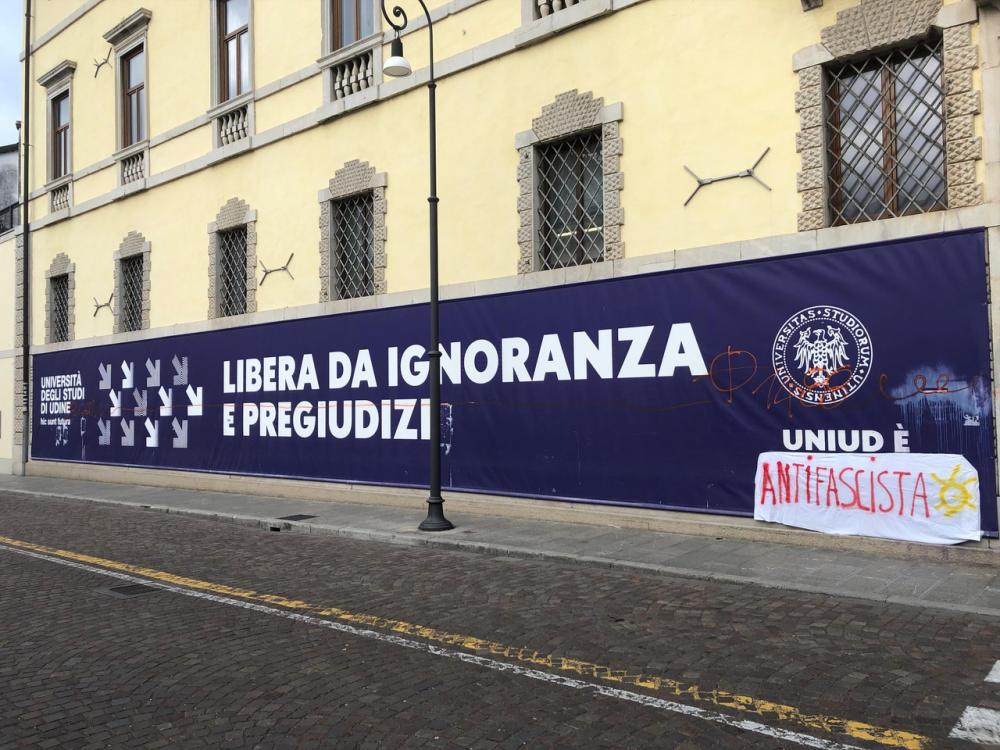 UNIVERSITÀ
DEGLI STUDI
DI UDINE
hic sunt futura
LIBERA DA IGNORANZA
E PREGIUDIZI
UNIVERSITAS • STUDIORUM • UTINENSIS •
UNIUD È
ANTIFASCISTA